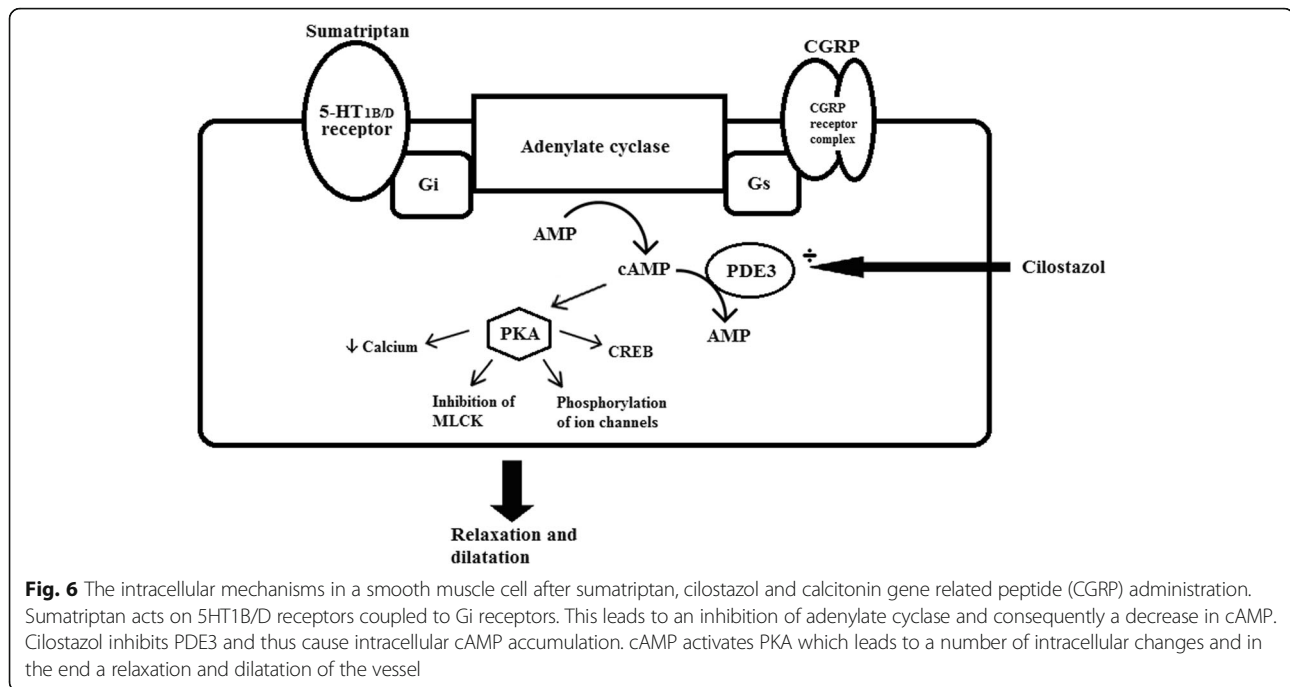 Sumatriptan
CGRP
5-HT1B/D
receptor
CGRP
receptor
complex
Adenylate cyclase
Gi
Gs
AMP
cAMP
PDE3
÷
Cilostazol
AMP
PKA
↓ Calcium
CREB
Inhibition of
MLCK
Phosphorylation
of ion channels
Relaxation and
dilatation
Fig. 6 The intracellular mechanisms in a smooth muscle cell after sumatriptan, cilostazol and calcitonin gene related peptide (CGRP) administration.
Sumatriptan acts on 5HT1B/D receptors coupled to Gi receptors. This leads to an inhibition of adenylate cyclase and consequently a decrease in cAMP.
Cilostazol inhibits PDE3 and thus cause intracellular cAMP accumulation. cAMP activates PKA which leads to a number of intracellular changes and in
the end a relaxation and dilatation of the vessel